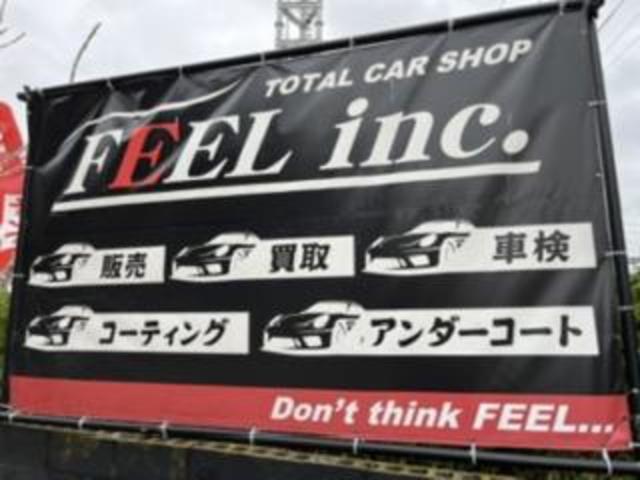 TOTAL CAR SHOP
FEEL inc.
販売 買取 車検
コーティング アンダーコート
Don't think FEEL...